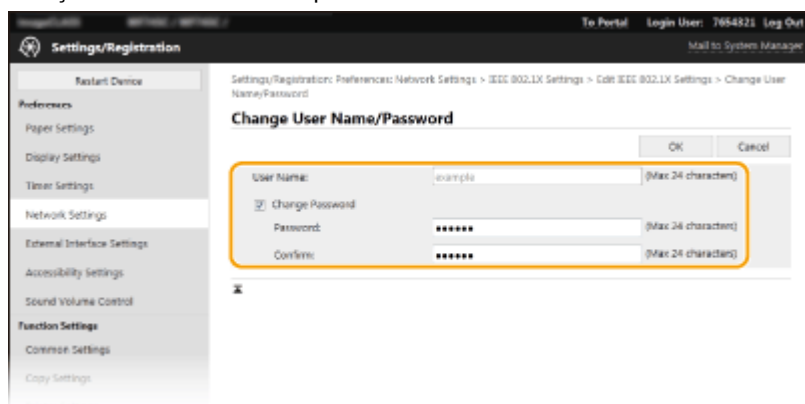 To Portal Login User: 7654321 Log Out
Settings/Registration
Mail to System Manager
Restart Device
Settings/Registration: Preferences: Network Settings > IEEE 802.1X Settings > Edit IEEE 802.1X Settings > Change User
Name/Password
Preferences
Change User Name/Password
Paper Settings
OK Cancel
Display Settings
User Name: example (Max 24 characters)
Timer Settings
Change Password
Network Settings
Password: •••••• (Max 24 characters)
External Interface Settings
Confirm: •••••• (Max 24 characters)
Accessibility Settings
Sound Volume Control
Function Settings
Common Settings
Copy Settings